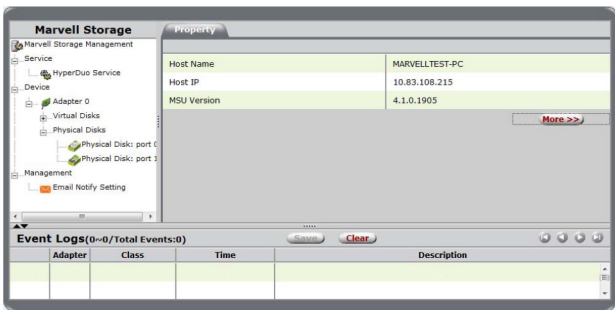 Marvell Storage
Marvell Storage Management
Service
HyperDuo Service
Device
Adapter 0
Virtual Disks
Physical Disks
Physical Disk: port 0
Physical Disk: port 1
Management
Email Notify Setting
Property
Host Name MARVELLTEST-PC
Host IP 10.83.108.215
MSU Version 4.1.0.1905
More >>
Event Logs(0~0/Total Events:0) Save Clear
Adapter Class Time Description